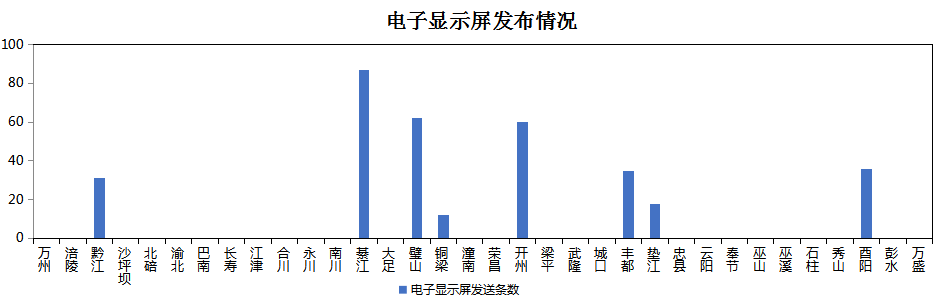 电子显示屏发布情况
100
80
60
40
20
0
万州
涪陵
黔江
沙坪坝
北碚
渝北
巴南
长寿
江津
合川
永川
南川
綦江
大足
璧山
铜梁
潼南
荣昌
开州
梁平
武隆
城口
丰都
垫江
忠县
云阳
奉节
巫山
巫溪
石柱
秀山
酉阳
彭水
万盛
电子显示屏发送条数